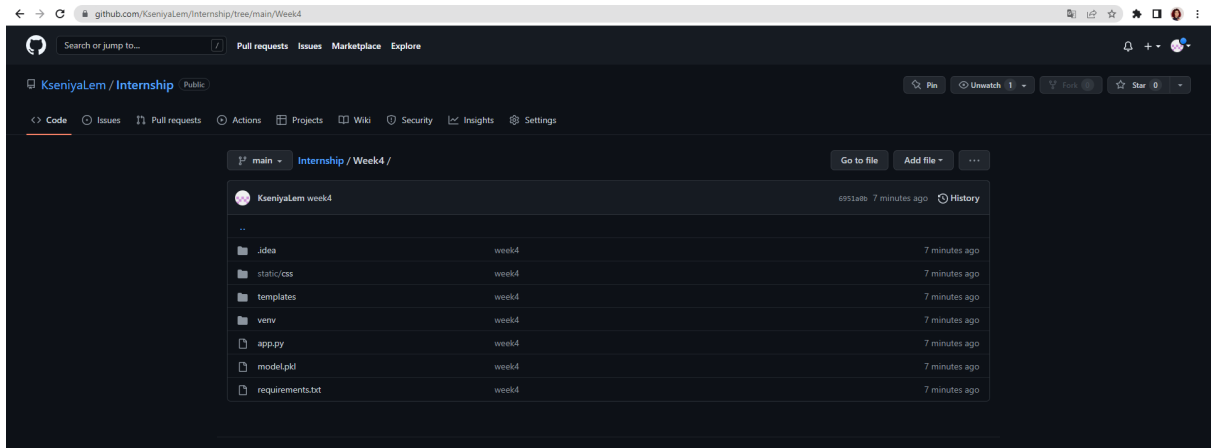 github.com/KseniyaLem/Internship/tree/main/Week4
Search or jump to... / Pull requests Issues Marketplace Explore
KseniyaLem / Internship Public Pin Unwatch 1 Fork 0 Star 0
Code Issues Pull requests Actions Projects Wiki Security Insights Settings
main Internship / Week4 / Go to file Add file ...
KseniyaLem week4 6951a0b 7 minutes ago History
..
.idea week4 7 minutes ago
static/css week4 7 minutes ago
templates week4 7 minutes ago
venv week4 7 minutes ago
app.py week4 7 minutes ago
model.pkl week4 7 minutes ago
requirements.txt week4 7 minutes ago